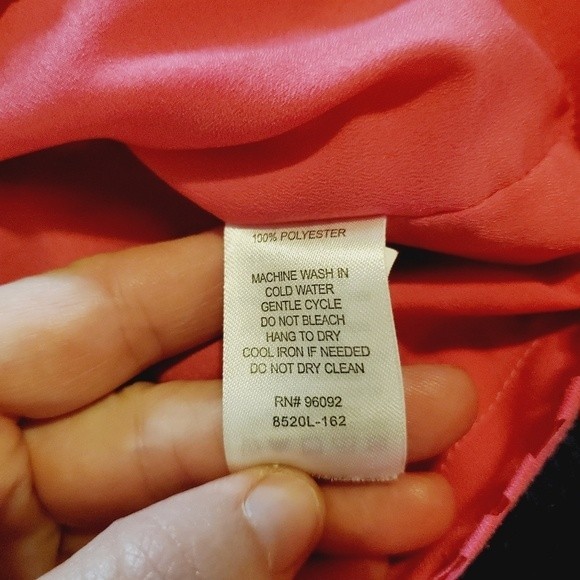 100% POLYESTER
MACHINE WASH IN
COLD WATER
GENTLE CYCLE
DO NOT BLEACH
HANG TO DRY
COOL IRON IF NEEDED
DO NOT DRY CLEAN
RN# 96092
8520L-162